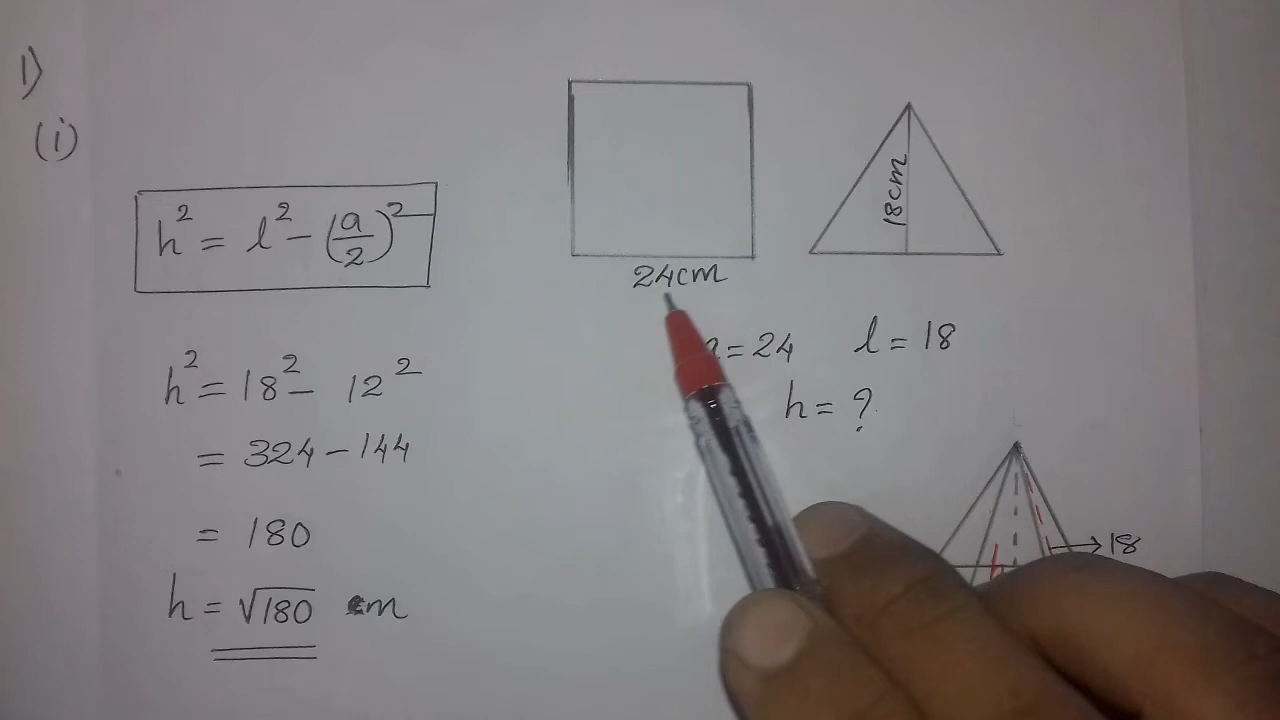 1)
(i)
h² = l² - (a/2)²
h² = 18² - 12²
= 324 - 144
= 180
h = √180 cm
24cm
18cm
= 24 l = 18
h = ?
18